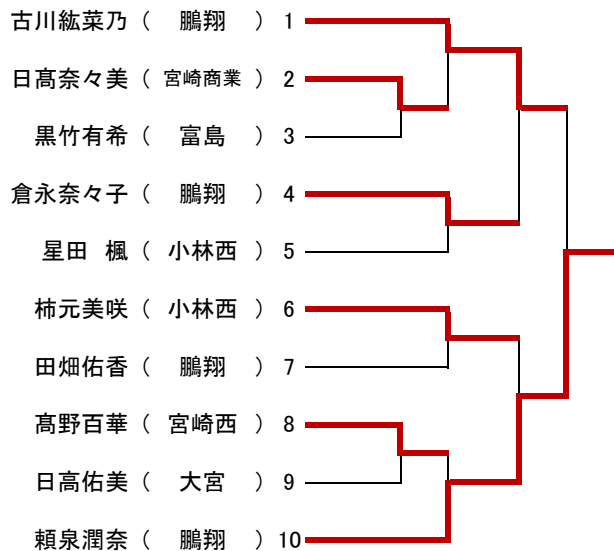 古川紘菜乃（ 鵬翔 ） 1
日髙奈々美（ 宮崎商業 ） 2
黒竹有希（ 富島 ） 3
倉永奈々子（ 鵬翔 ） 4
星田 楓（ 小林西 ） 5
柿元美咲（ 小林西 ） 6
田畑佑香（ 鵬翔 ） 7
髙野百華（ 宮崎西 ） 8
日高佑美（ 大宮 ） 9
頼泉潤奈（ 鵬翔 ） 10